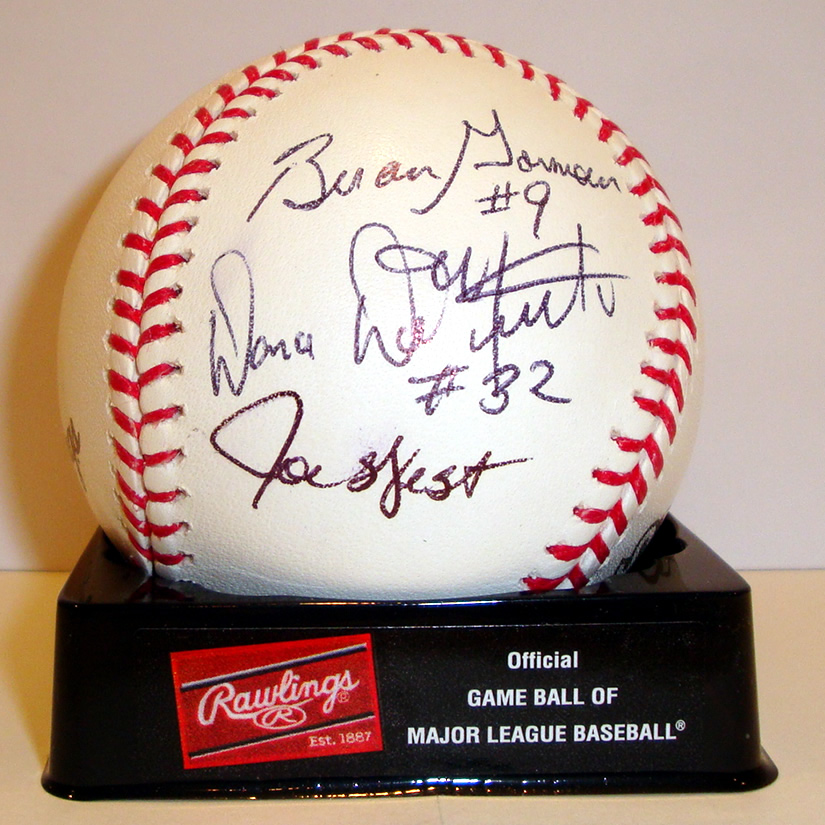 Brian Gorman
#9
Dana DeMuth
#32
Joe West
Rawlings®
R
Est. 1887
Official
GAME BALL OF
MAJOR LEAGUE BASEBALL®